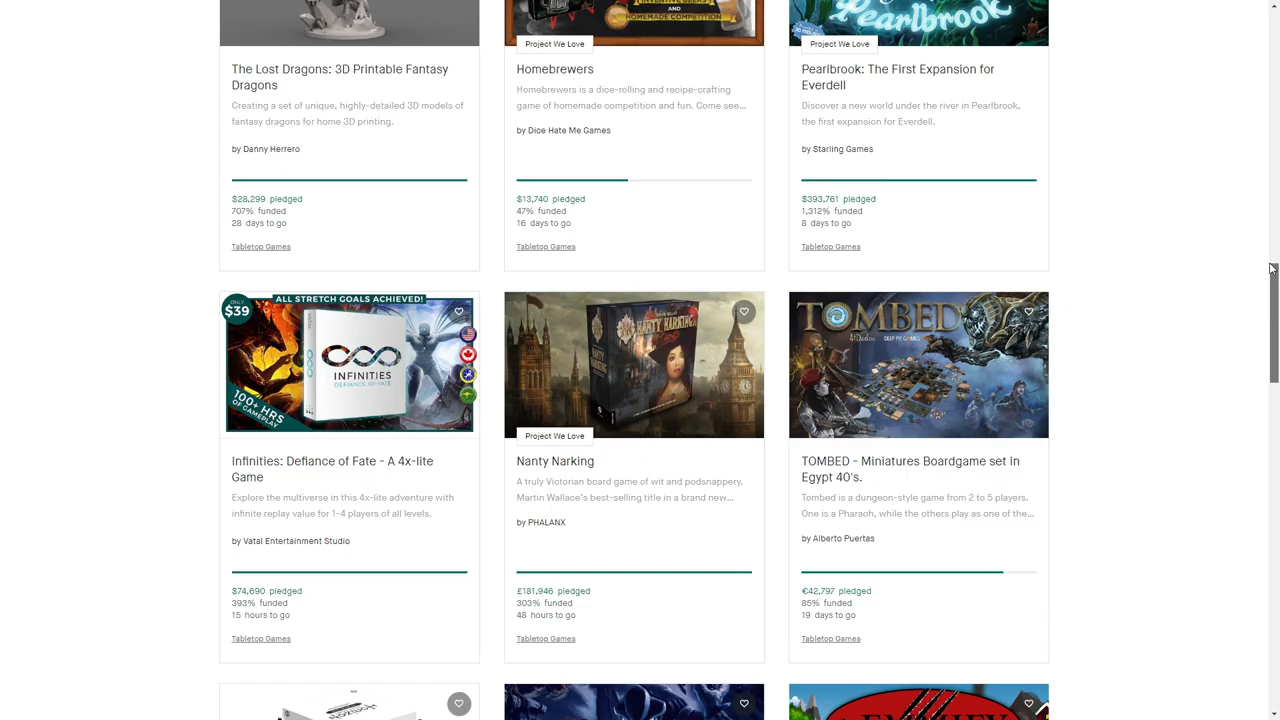 INVENTIVE GEEKS
AND
HOMEMADE COMPETITION
Pearlbrook
Project We Love
Project We Love
The Lost Dragons: 3D Printable Fantasy
Dragons
Creating a set of unique, highly-detailed 3D models of
fantasy dragons for home 3D printing.
by Danny Herrero
$28,299 pledged
707% funded
28 days to go
Tabletop Games
Homebrewers
Homebrewers is a dice-rolling and recipe-crafting
game of homemade competition and fun. Come see...
by Dice Hate Me Games
$13,740 pledged
47% funded
16 days to go
Tabletop Games
Pearlbrook: The First Expansion for
Everdell
Discover a new world under the river in Pearlbrook,
the first expansion for Everdell.
by Starling Games
$393,761 pledged
1,312% funded
8 days to go
Tabletop Games
ONLY
$39
ALL STRETCH GOALS ACHIEVED!
INFINITIES
DEFIANCE OF FATE
100+ HRS
OF GAMEPLAY
Infinities: Defiance of Fate - A 4x-lite
Game
Explore the multiverse in this 4x-lite adventure with
infinite replay value for 1-4 players of all levels.
by Vatal Entertainment Studio
$74,690 pledged
393% funded
15 hours to go
Tabletop Games
NANTY NARKING
Project We Love
Nanty Narking
A truly Victorian board game of wit and podsnappery.
Martin Wallace's best-selling title in a brand new...
by PHALANX
£181,946 pledged
303% funded
48 hours to go
Tabletop Games
TOMBED
DEEP PIT GAMES
TOMBED - Miniatures Boardgame set in
Egypt 40's.
Tombed is a dungeon-style game from 2 to 5 players.
One is a Pharaoh, while the others play as one of the...
by Alberto Puertas
€42,797 pledged
85% funded
19 days to go
Tabletop Games